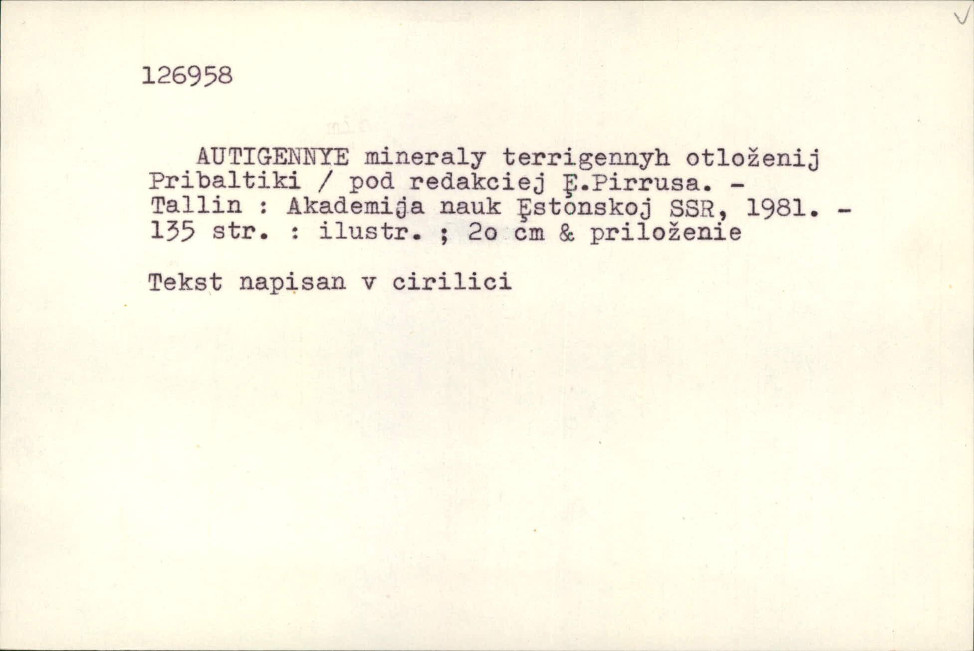 126958
AUTIGENNYE mineraly terrigennyh otloženij
Pribaltiki / pod redakciej Ȩ.Pirrusa. -
Tallin : Akademija nauk Ȩstonskoj SSR, 1981. -
135 str. : ilustr. ; 2o cm & priloženie
Tekst napisan v cirilici